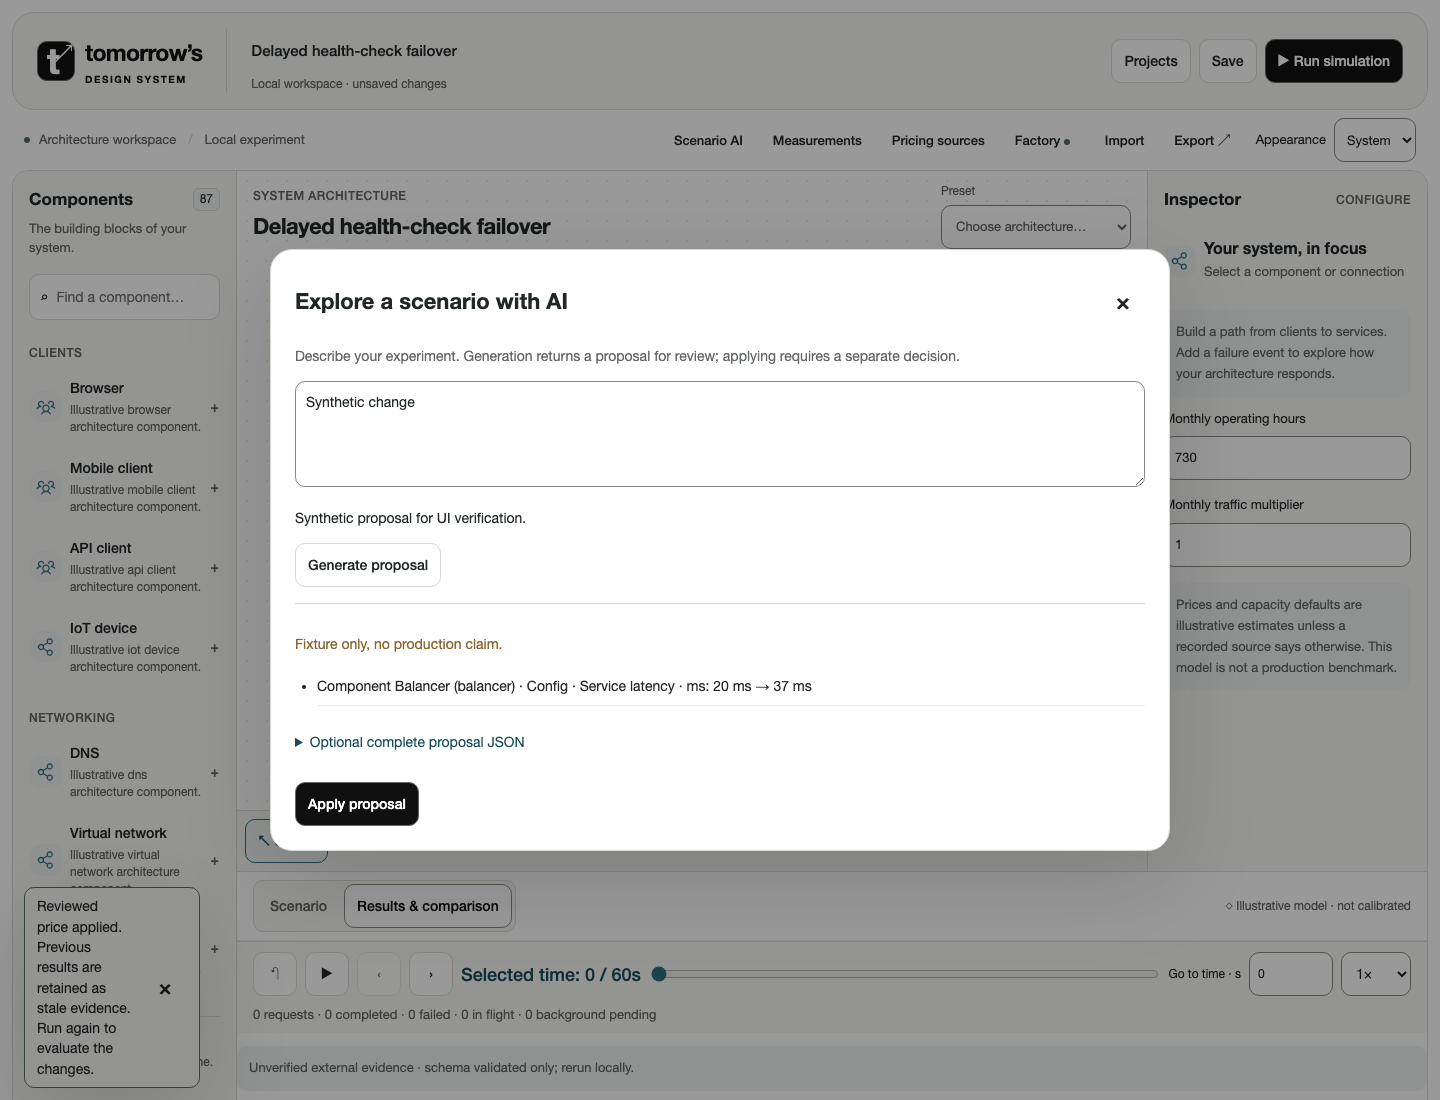 tomorrow's
DESIGN SYSTEM
Delayed health-check failover
Local workspace · unsaved changes
Projects
Save
Run simulation
Architecture workspace / Local experiment
Scenario AI
Measurements
Pricing sources
Factory
Import
Export
Appearance
System
Components
87
The building blocks of your
system.
Find a component…
CLIENTS
Browser
Illustrative browser
architecture component.
+
Mobile client
Illustrative mobile client
architecture component.
+
API client
Illustrative api client
architecture component.
+
IoT device
Illustrative iot device
architecture component.
+
NETWORKING
DNS
Illustrative dns
architecture component.
+
Virtual network
Illustrative virtual
network architecture
+
+
Reviewed
price applied.
Previous
results are
retained as
stale evidence.
Run again to
evaluate the
changes.
SYSTEM ARCHITECTURE
Delayed health-check failover
Preset
Choose architecture…
Explore a scenario with AI
Describe your experiment. Generation returns a proposal for review; applying requires a separate decision.
Synthetic change
Synthetic proposal for UI verification.
Generate proposal
Fixture only, no production claim.
• Component Balancer (balancer) · Config · Service latency · ms: 20 ms → 37 ms
Optional complete proposal JSON
Apply proposal
Inspector
CONFIGURE
Your system, in focus
Select a component or connection
Build a path from clients to services.
Add a failure event to explore how
your architecture responds.
Monthly operating hours
730
Monthly traffic multiplier
1
Prices and capacity defaults are
illustrative estimates unless a
recorded source says otherwise. This
model is not a production benchmark.
Scenario
Results & comparison
◇ Illustrative model · not calibrated
Selected time: 0 / 60s
Go to time · s
0
1×
0 requests · 0 completed · 0 failed · 0 in flight · 0 background pending
Unverified external evidence · schema validated only; rerun locally.